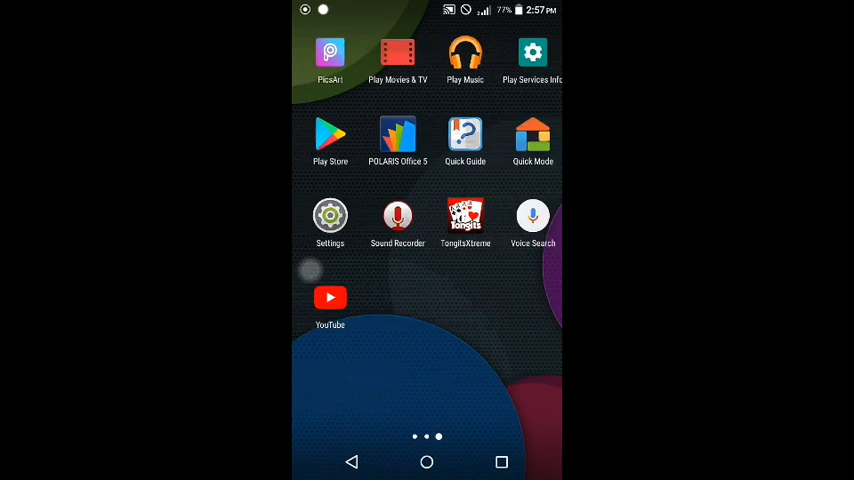 77% 2:57 PM
PicsArt Play Movies & TV Play Music Play Services Info
Play Store POLARIS Office 5 Quick Guide Quick Mode
Settings Sound Recorder TongitsXtreme Voice Search
Tongits
YouTube